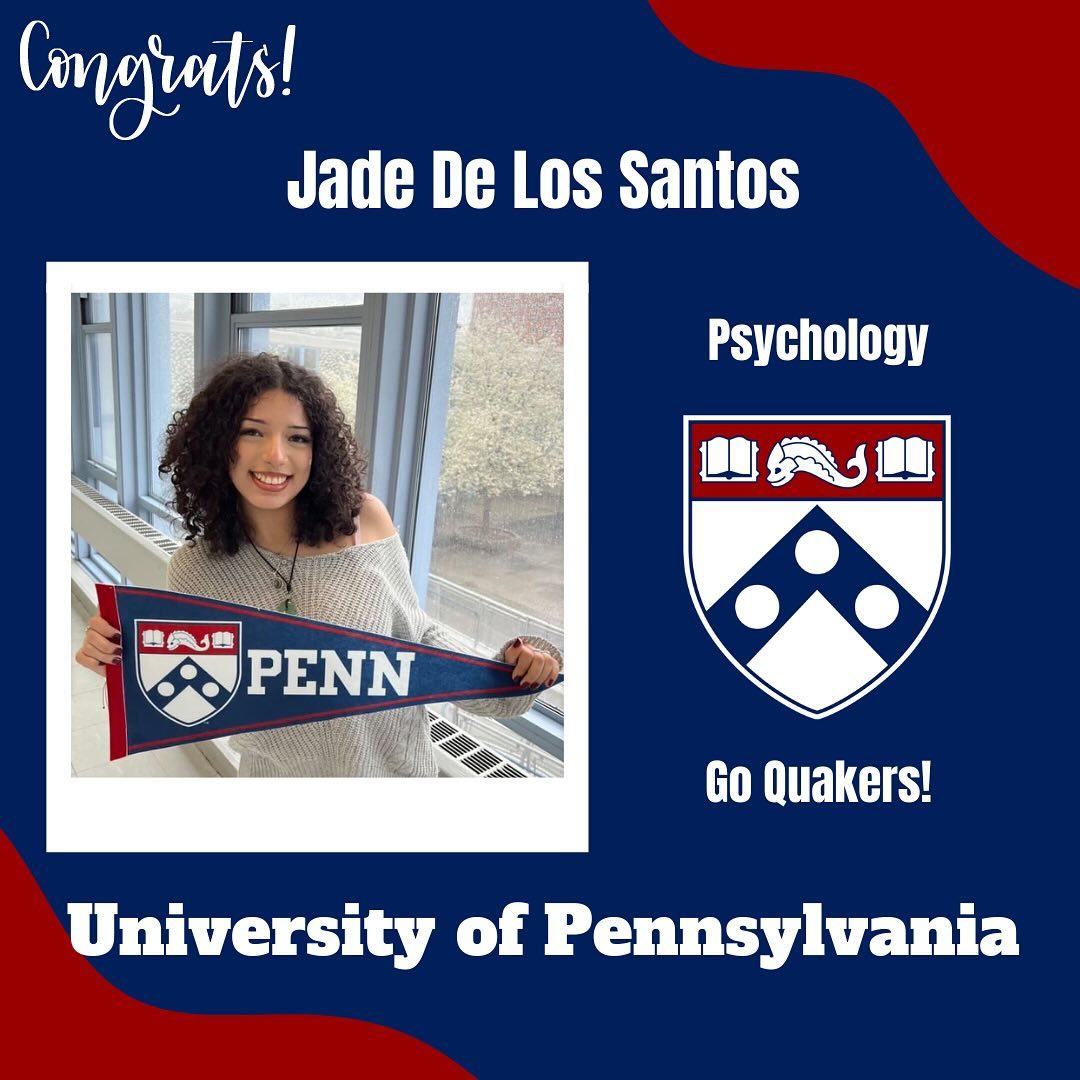 Congrats!
Jade De Los Santos
Psychology
PENN
Go Quakers!
University of Pennsylvania